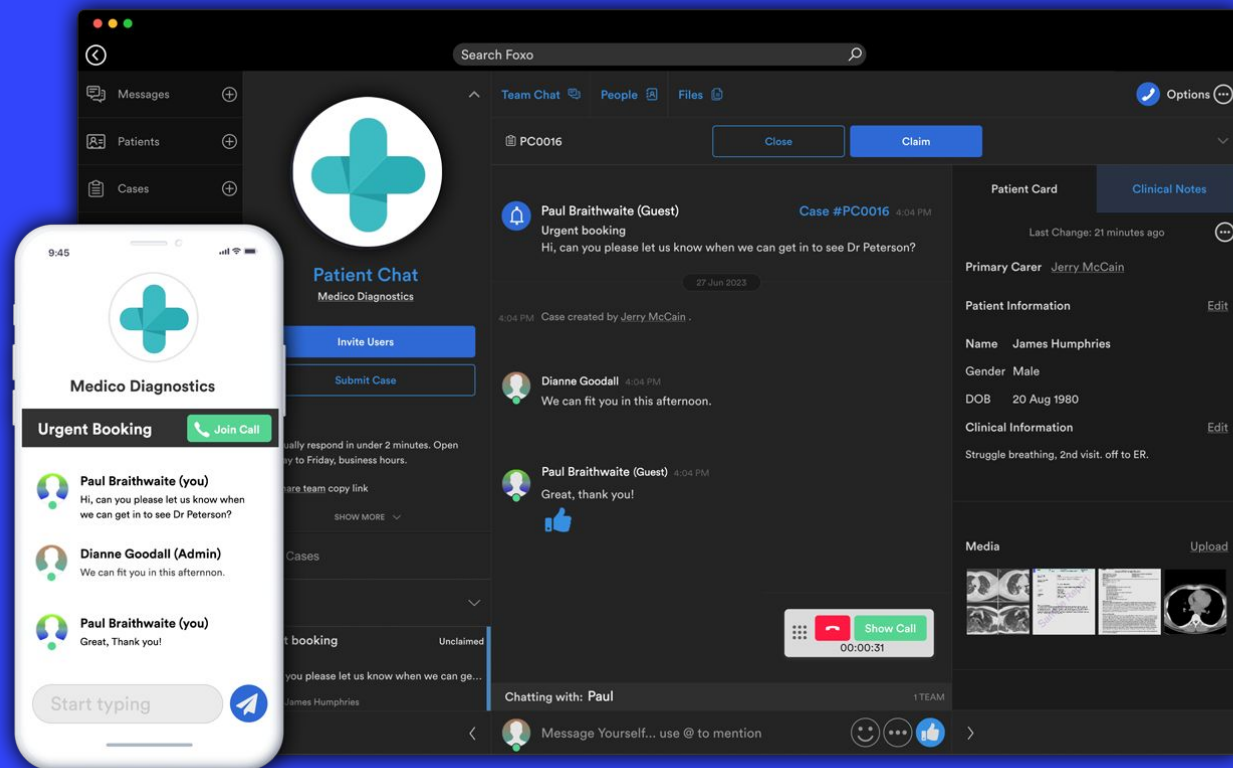 Search Foxo
Messages
Patients
Cases
Patient Chat
Medico Diagnostics
Invite Users
Submit Case
ually respond in under 2 minutes. Open
ay to Friday, business hours.
are team copy link
SHOW MORE
Cases
t booking
Unclaimed
you please let us know when we can ge...
James Humphries
Team Chat
People
Files
Options
PC0016
Close
Claim
Paul Braithwaite (Guest)
Case #PC0016 4:04 PM
Urgent booking
Hi, can you please let us know when we can get in to see Dr Peterson?
27 Jun 2023
4:04 PM Case created by Jerry McCain .
Dianne Goodall 4:04 PM
We can fit you in this afternoon.
Paul Braithwaite (Guest) 4:04 PM
Great, thank you!
Show Call
00:00:31
Chatting with: Paul
1 TEAM
Message Yourself... use @ to mention
Patient Card
Clinical Notes
Last Change: 21 minutes ago
Primary Carer Jerry McCain
Patient Information
Edit
Name James Humphries
Gender Male
DOB 20 Aug 1980
Clinical Information
Edit
Struggle breathing, 2nd visit. off to ER.
Media
Upload
9:45
Medico Diagnostics
Urgent Booking
Join Call
Paul Braithwaite (you)
Hi, can you please let us know when
we can get in to see Dr Peterson?
Dianne Goodall (Admin)
We can fit you in this afternnon.
Paul Braithwaite (you)
Great, Thank you!
Start typing